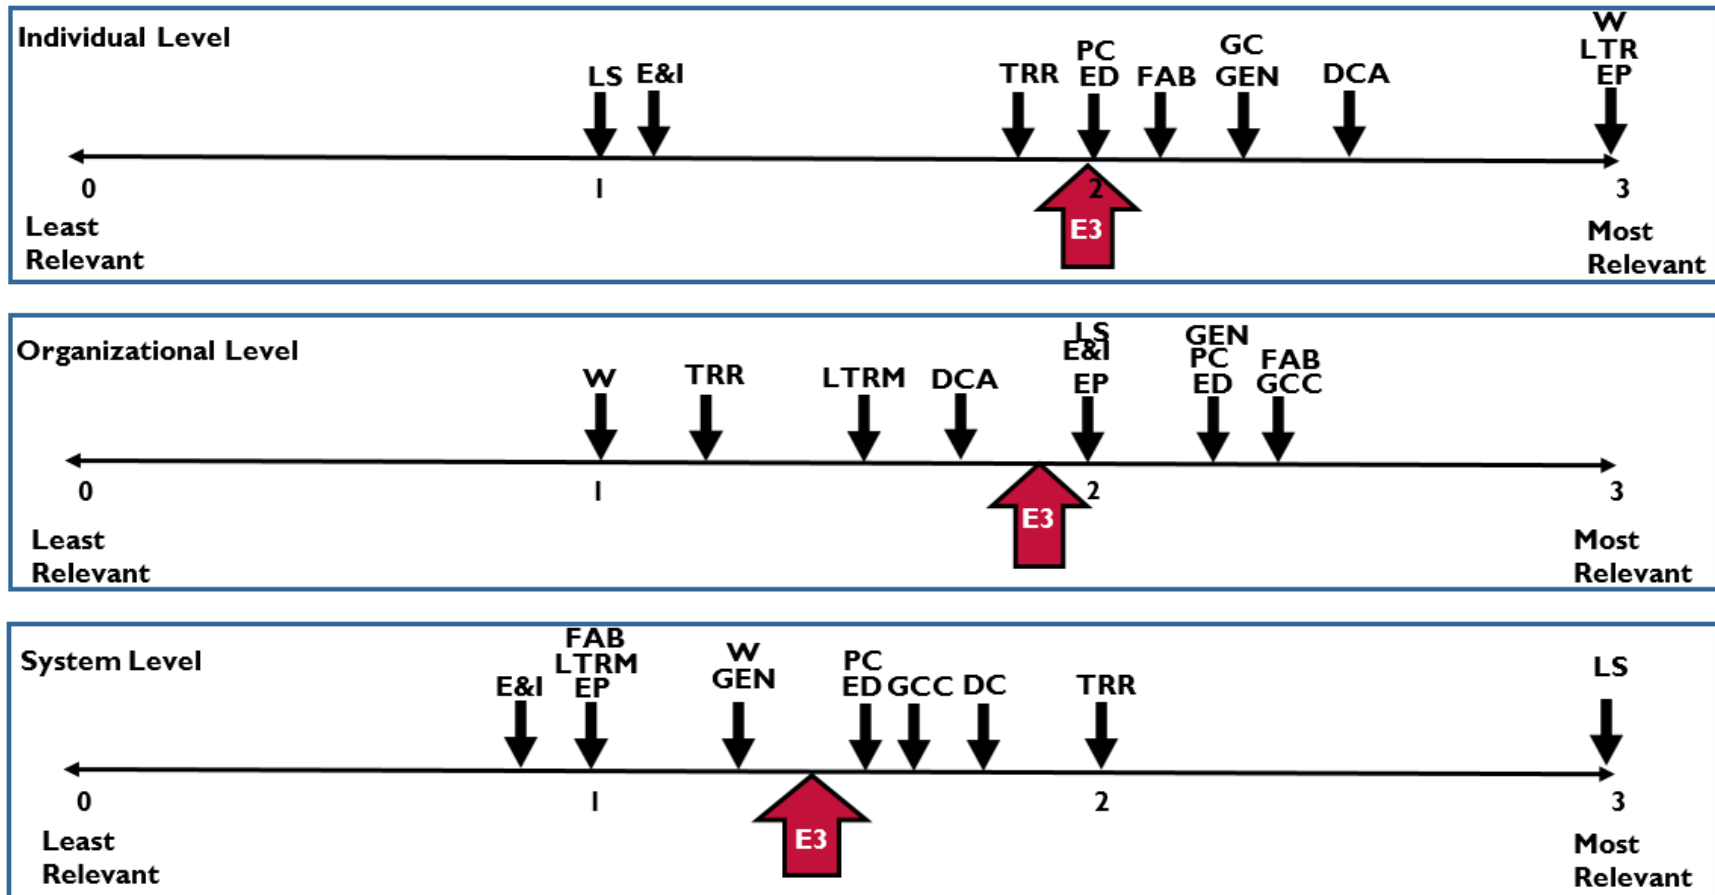 Individual Level
LS
E&I
TRR
PC
ED
FAB
GC
GEN
DCA
W
LTR
EP
0
1
2
3
E3
Least
Relevant
Most
Relevant
Organizational Level
W
TRR
LTRM
DCA
LS
E&I
EP
GEN
PC
ED
FAB
GCC
0
1
2
3
E3
Least
Relevant
Most
Relevant
System Level
E&I
FAB
LTRM
EP
W
GEN
PC
ED
GCC
DC
TRR
LS
0
1
2
3
E3
Least
Relevant
Most
Relevant